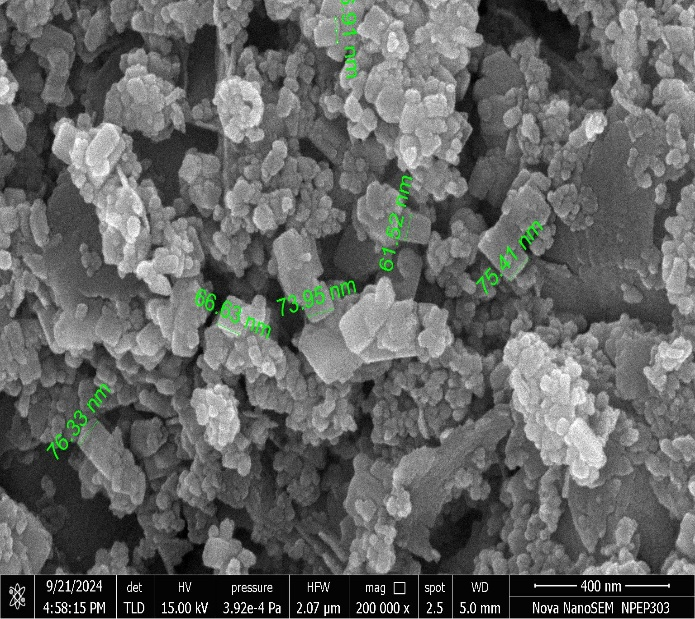 61.52 nm
75.41 nm
66.63 nm
73.95 nm
76.33 nm
9/21/2024 det HV pressure HFW mag spot WD 400 nm
4:58:15 PM TLD 15.00 kV 3.92e-4 Pa 2.07 µm 200 000 x 2.5 5.0 mm Nova NanoSEM NPEP303